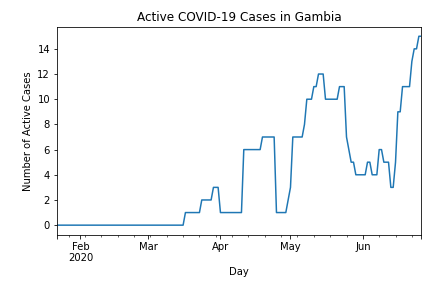 Active COVID-19 Cases in Gambia
Number of Active Cases
14
12
10
8
6
4
2
0
Feb
2020
Mar
Apr
May
Jun
Day